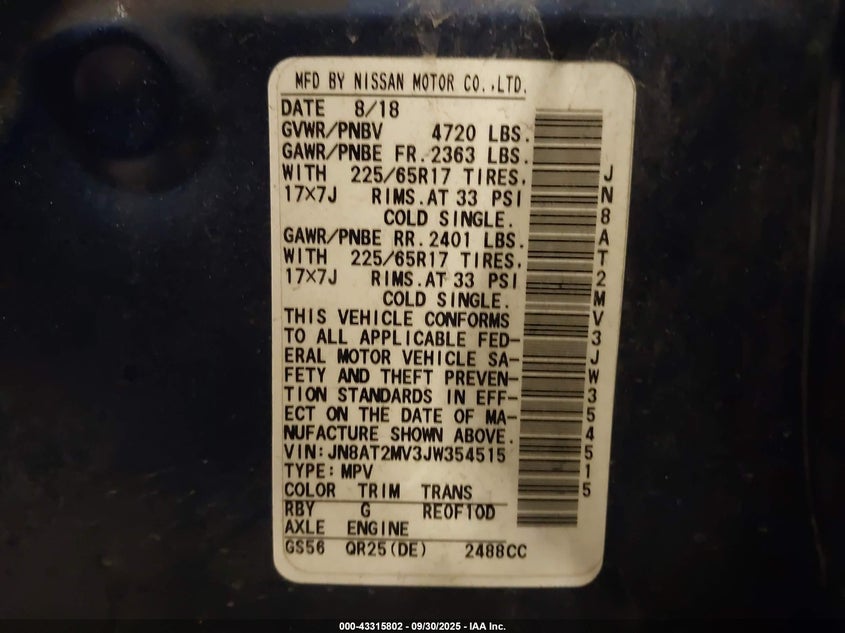 MFD BY NISSAN MOTOR CO.,LTD.
DATE 8/18
GVWR/PNBV 4720 LBS.
GAWR/PNBE FR. 2363 LBS.
WITH 225/65R17 TIRES,
17X7J RIMS. AT 33 PSI
COLD SINGLE.
GAWR/PNBE RR. 2401 LBS.
WITH 225/65R17 TIRES,
17X7J RIMS. AT 33 PSI
COLD SINGLE.
THIS VEHICLE CONFORMS
TO ALL APPLICABLE FED-
ERAL MOTOR VEHICLE SA-
FETY AND THEFT PREVEN-
TION STANDARDS IN EFF-
ECT ON THE DATE OF MA-
NUFACTURE SHOWN ABOVE.
VIN: JN8AT2MV3JW354515
TYPE: MPV
COLOR TRIM TRANS
RBY G RE0F10D
AXLE ENGINE
GS56 QR25(DE) 2488CC
JN8AT2MV3JW354515
000-43315802 - 09/30/2025 - IAA Inc.